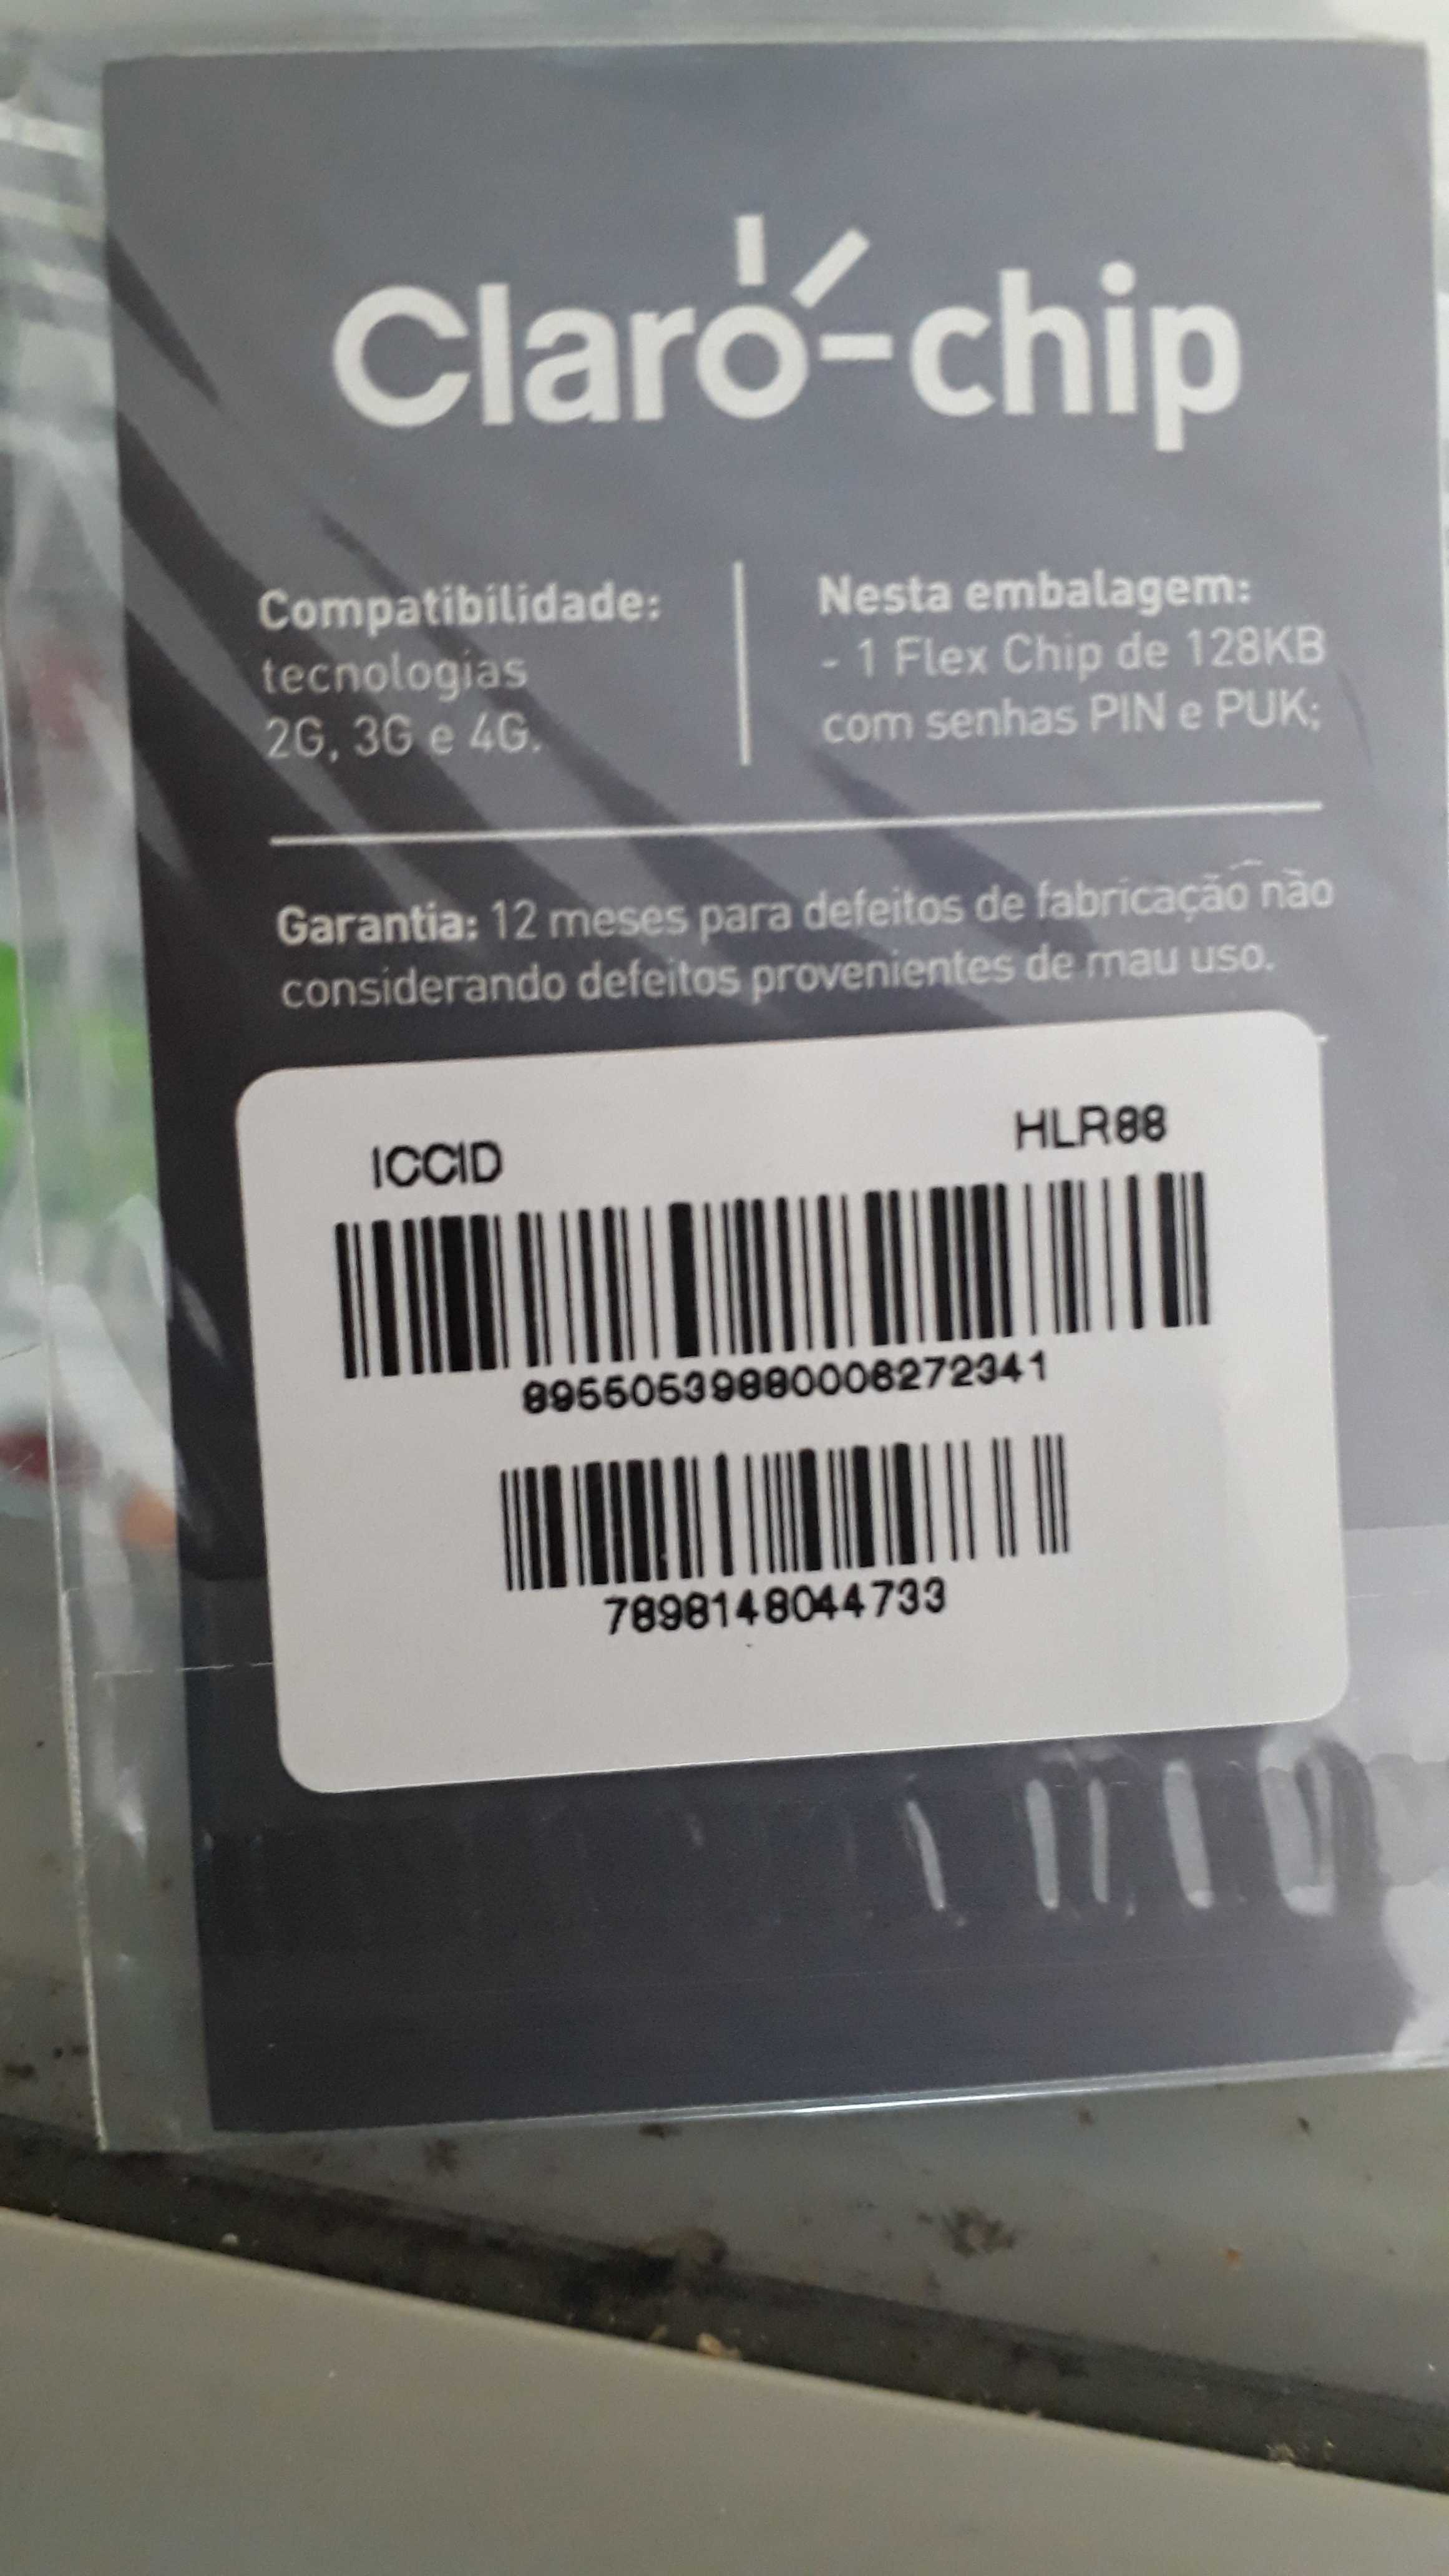 Claro-chip
Compatibilidade:
tecnologias
2G, 3G e 4G.
Nesta embalagem:
- 1 Flex Chip de 128KB
com senhas PIN e PUK;
Garantia: 12 meses para defeitos de fabricação não
considerando defeitos provenientes de mau uso.
ICCID
HLR88
89550539880008272341
7898148044733